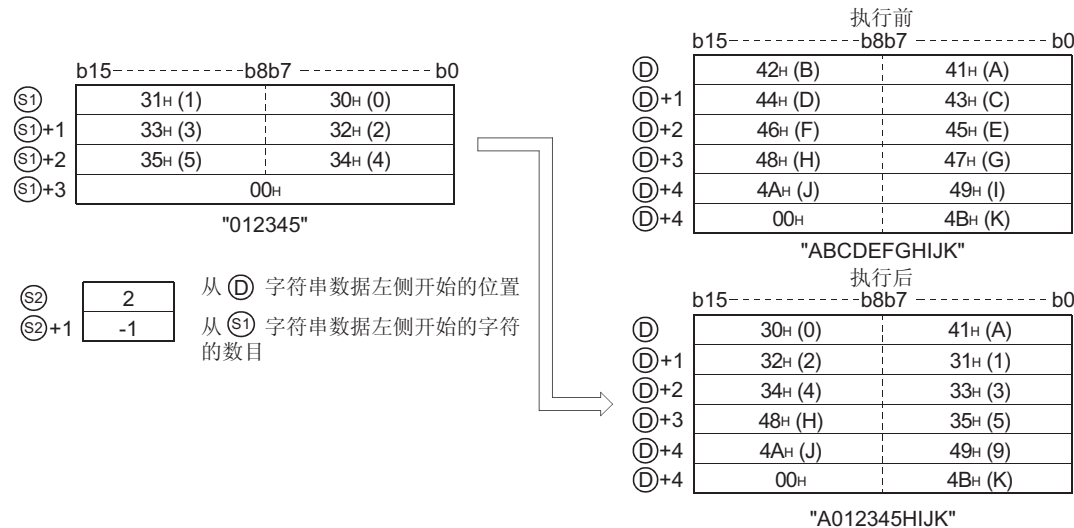 b15 b8b7 b0
S1 31H (1) 30H (0)
S1+1 33H (3) 32H (2)
S1+2 35H (5) 34H (4)
S1+3 00H
"012345"
S2 2 从 D 字符串数据左侧开始的位置
S2+1 -1 从 S1 字符串数据左侧开始的字符
的数目
执行前
b15 b8b7 b0
D 42H (B) 41H (A)
D+1 44H (D) 43H (C)
D+2 46H (F) 45H (E)
D+3 48H (H) 47H (G)
D+4 4AH (J) 49H (I)
D+4 00H 4BH (K)
"ABCDEFGHIJK"
执行后
b15 b8b7 b0
D 30H (0) 41H (A)
D+1 32H (2) 31H (1)
D+2 34H (4) 33H (3)
D+3 48H (H) 35H (5)
D+4 4AH (J) 49H (9)
D+4 00H 4BH (K)
"A012345HIJK"